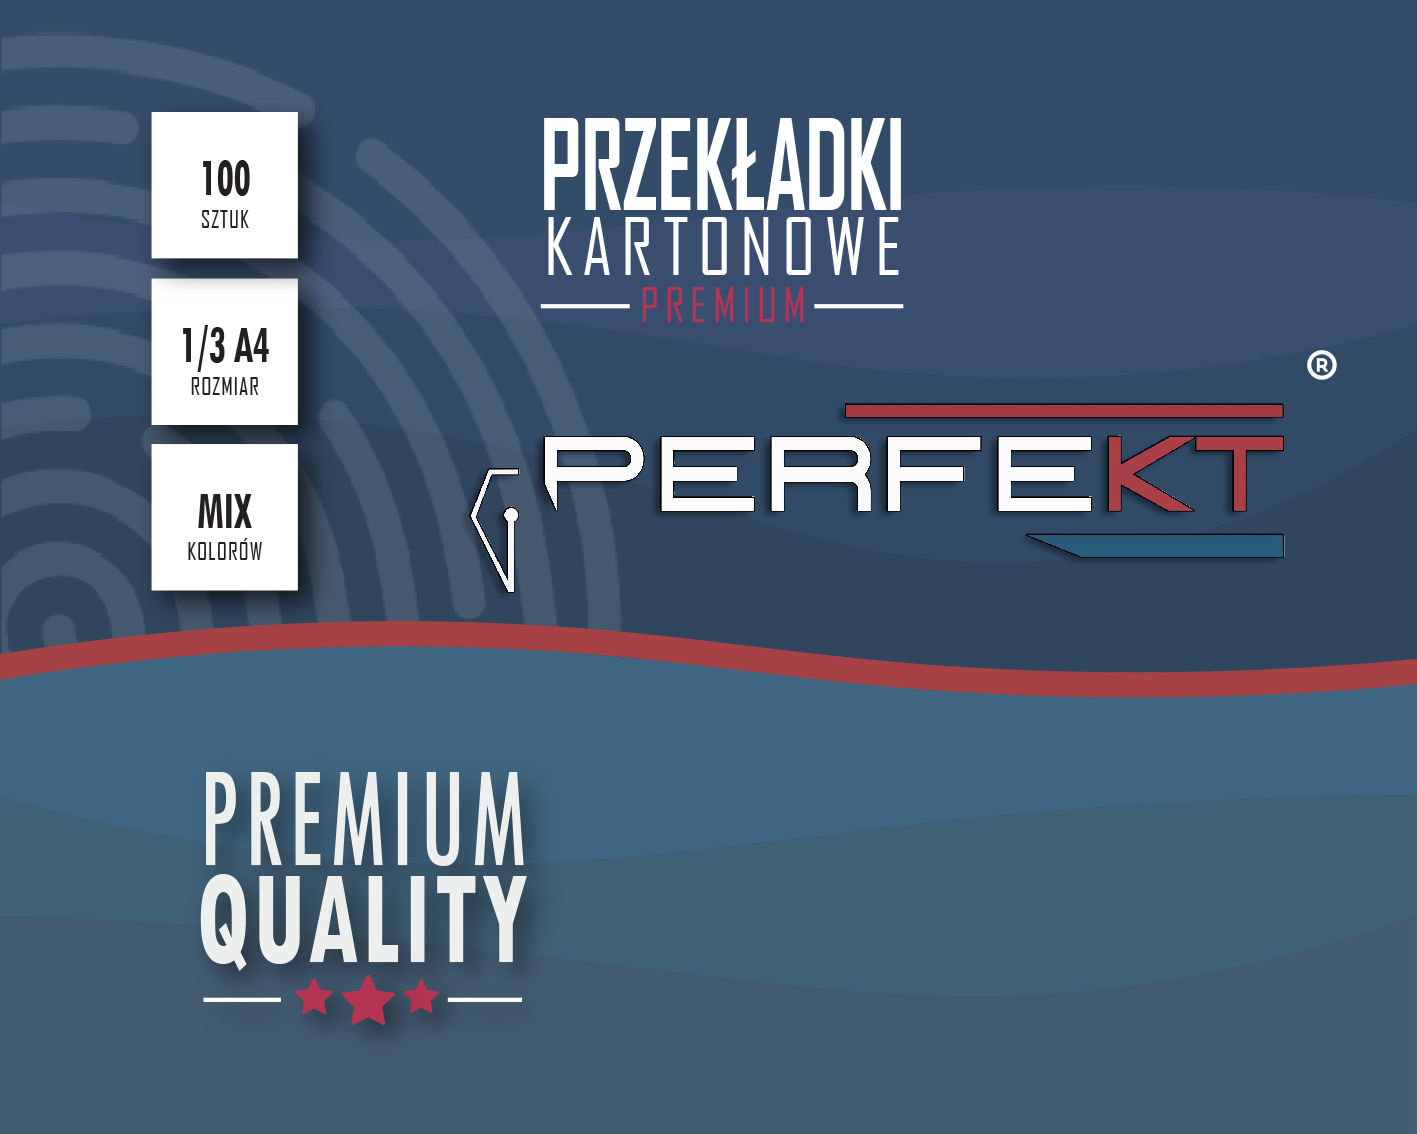 100
SZTUK
1/3 A4
ROZMIAR
MIX
KOLORÓW
PRZEKŁADKI
KARTONOWE
PREMIUM
®
PERFEKT
PREMIUM
QUALITY